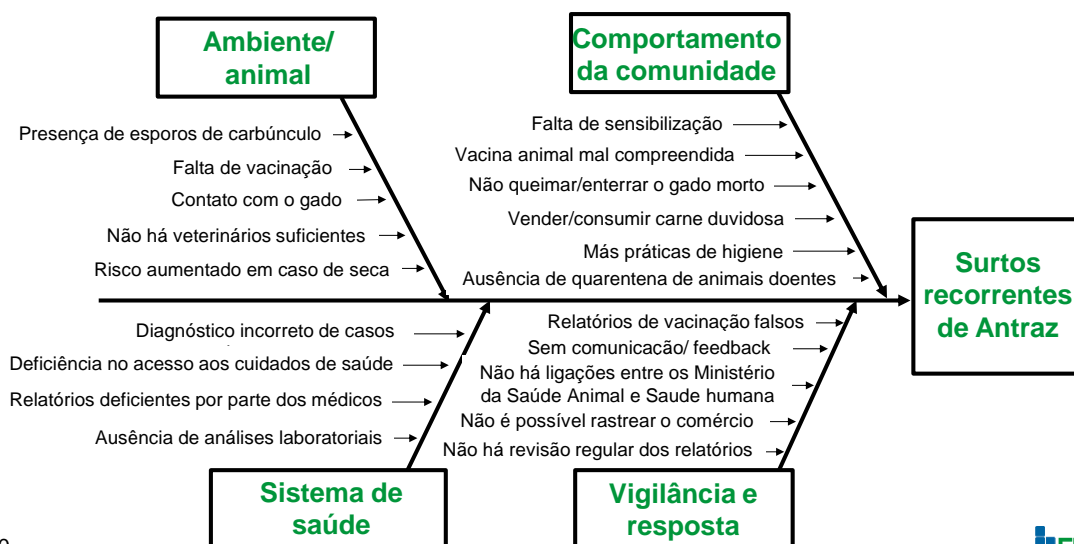 Ambiente/
animal
Comportamento
da comunidade
Presença de esporos de carbúnculo
Falta de vacinação
Contato com o gado
Não há veterinários suficientes
Risco aumentado em caso de seca
Falta de sensibilização
Vacina animal mal compreendida
Não queimar/enterrar o gado morto
Vender/consumir carne duvidosa
Más práticas de higiene
Ausência de quarentena de animais doentes
Surtos
recorrentes
de Antraz
Diagnóstico incorreto de casos
Deficiência no acesso aos cuidados de saúde
Relatórios deficientes por parte dos médicos
Ausência de análises laboratoriais
Relatórios de vacinação falsos
Sem comunicação/ feedback
Não há ligações entre os Ministério
da Saúde Animal e Saude humana
Não é possível rastrear o comércio
Não há revisão regular dos relatórios
Sistema de
saúde
Vigilância e
resposta